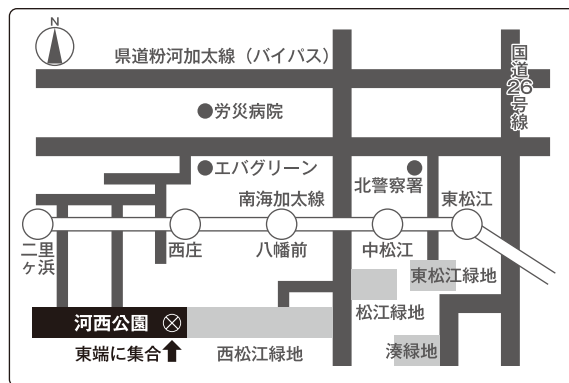 N
県道粉河加太線（バイパス）
国道26号線
●労災病院
●エバグリーン
北警察署
南海加太線
東松江
二里ヶ浜
西庄
八幡前
中松江
東松江緑地
松江緑地
河西公園
西松江緑地
湊緑地
東端に集合